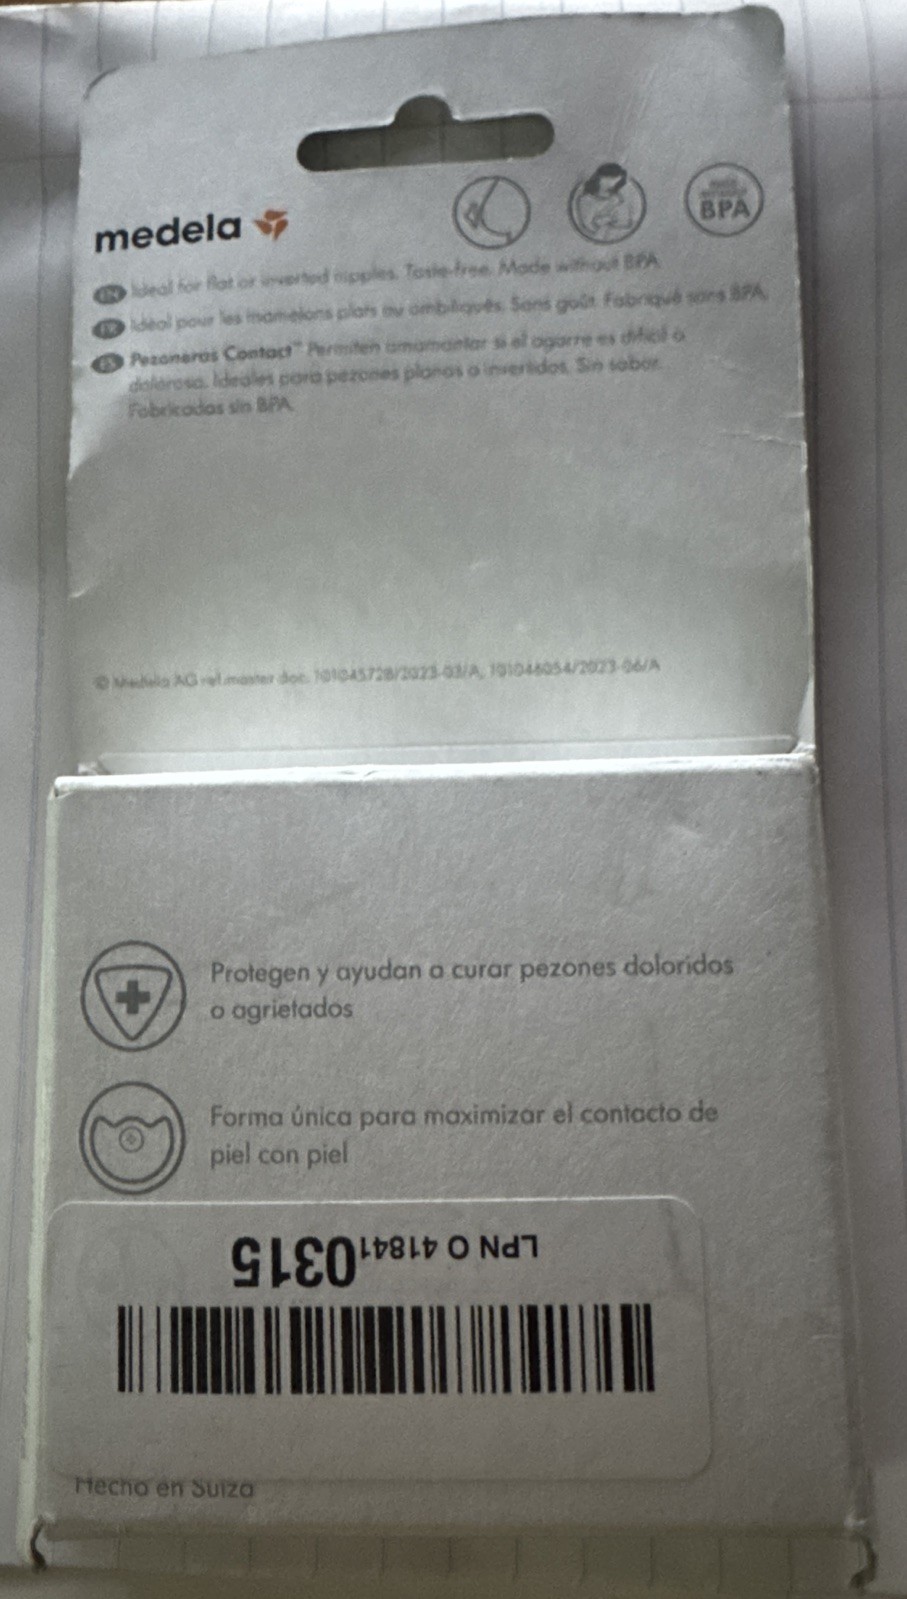 medela
BPA
EN Ideal for flat or inverted nipples. Taste-free. Made without BPA.
FR Idéal pour les mamelons plats ou ombiliqués. Sans goût. Fabriqué sans BPA.
ES Pezoneras Contact™ Permiten amamantar si el agarre es difícil o
doloroso. Ideales para pezones planos o invertidos. Sin sabor.
Fabricadas sin BPA.
© Medela AG ref.master doc. 101045728/2023-03/A; 101046054/2023-06/A
Protegen y ayudan a curar pezones doloridos
o agrietados
Forma única para maximizar el contacto de
piel con piel
LPN O 41841 0315
Hecho en Suiza